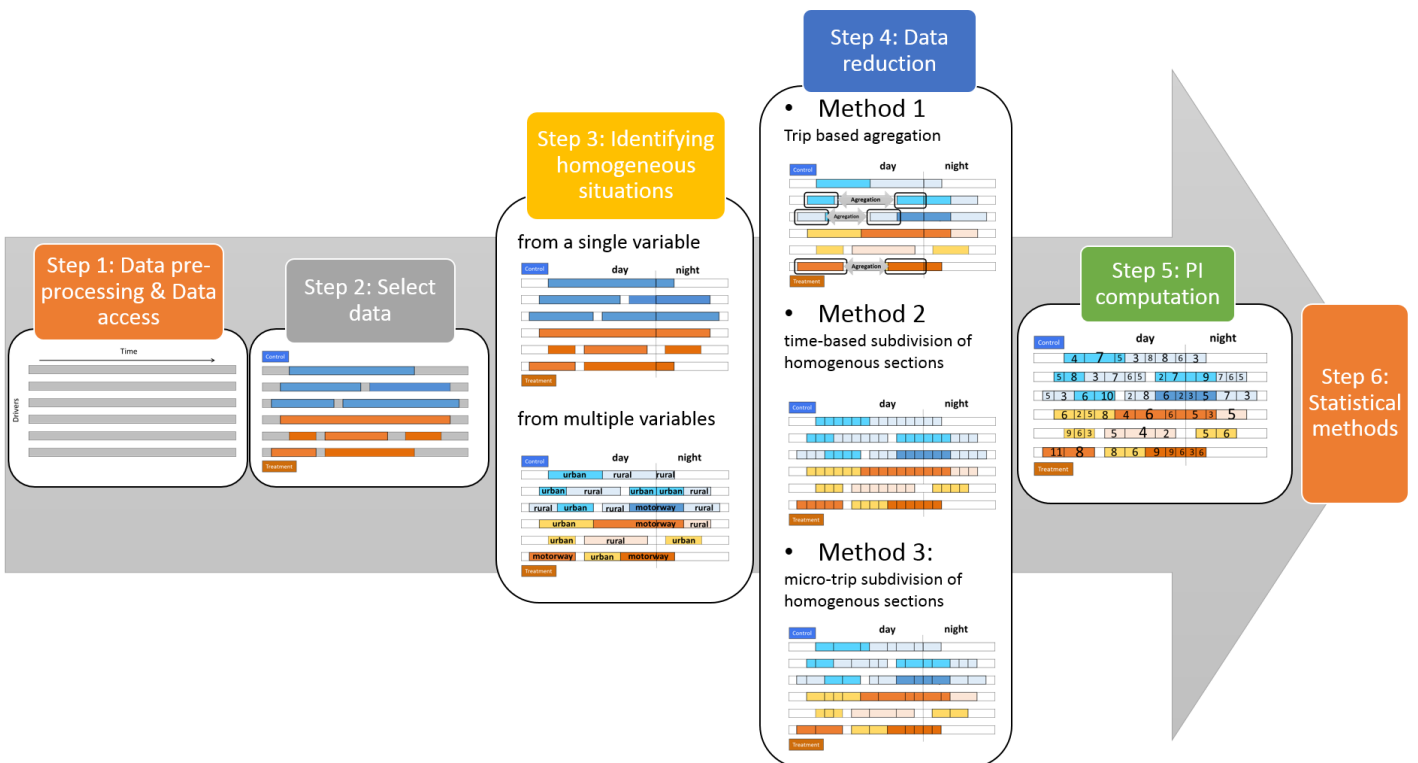 Step 1: Data pre-
processing & Data
access
Time
Drivers
Step 2: Select
data
Control
Treatment
Step 3: Identifying
homogeneous
situations
from a single variable
day night
Control
Treatment
from multiple variables
day night
Control
urban rural rural
urban rural urban urban rural
rural urban rural motorway rural
urban motorway rural
urban rural urban
motorway urban motorway
Treatment
Step 4: Data
reduction
• Method 1
Trip based agregation
day night
Control
Agregation
Agregation
Agregation
Treatment
• Method 2
time-based subdivision of
homogenous sections
day night
Control
Treatment
• Method 3:
micro-trip subdivision of
homogenous sections
day night
Control
Treatment
Step 5: PI
computation
day night
Control
4 7 5 3 8 8 6 3
5 8 3 7 6 5 2 7 9 7 6 5
5 3 6 10 2 8 6 2 3 5 7 3
6 2 5 8 4 6 6 5 3 5
9 6 3 5 4 2 5 6
11 8 8 6 9 9 6 3 6
Treatment
Step 6:
Statistical
methods